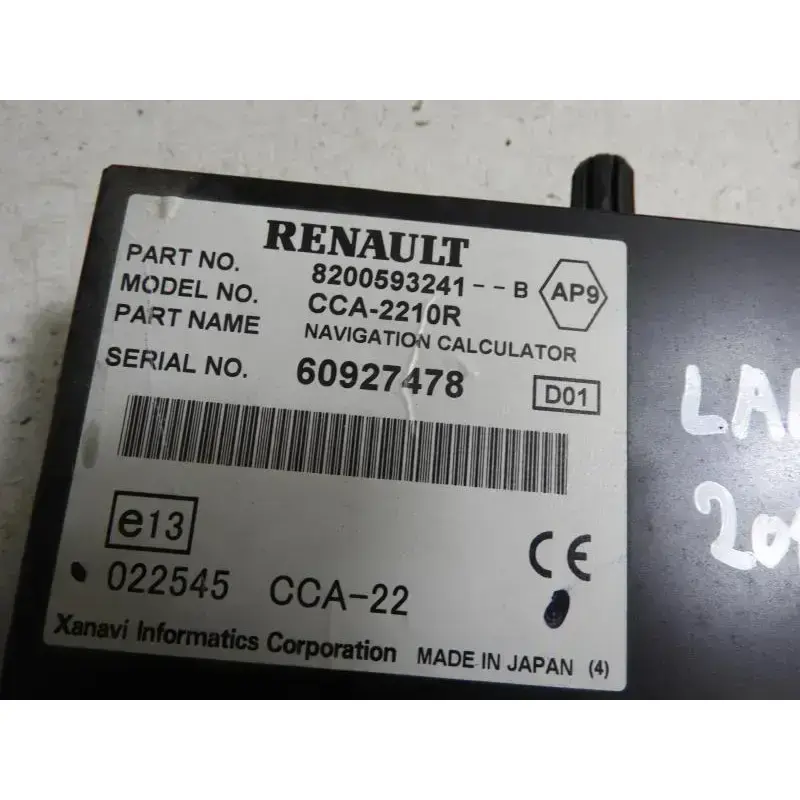 RENAULT
PART NO. 8200593241 -- B
MODEL NO. CCA-2210R
AP9
PART NAME NAVIGATION CALCULATOR
SERIAL NO. 60927478 D01
e13
CE
022545 CCA-22
Xanavi Informatics Corporation MADE IN JAPAN (4)